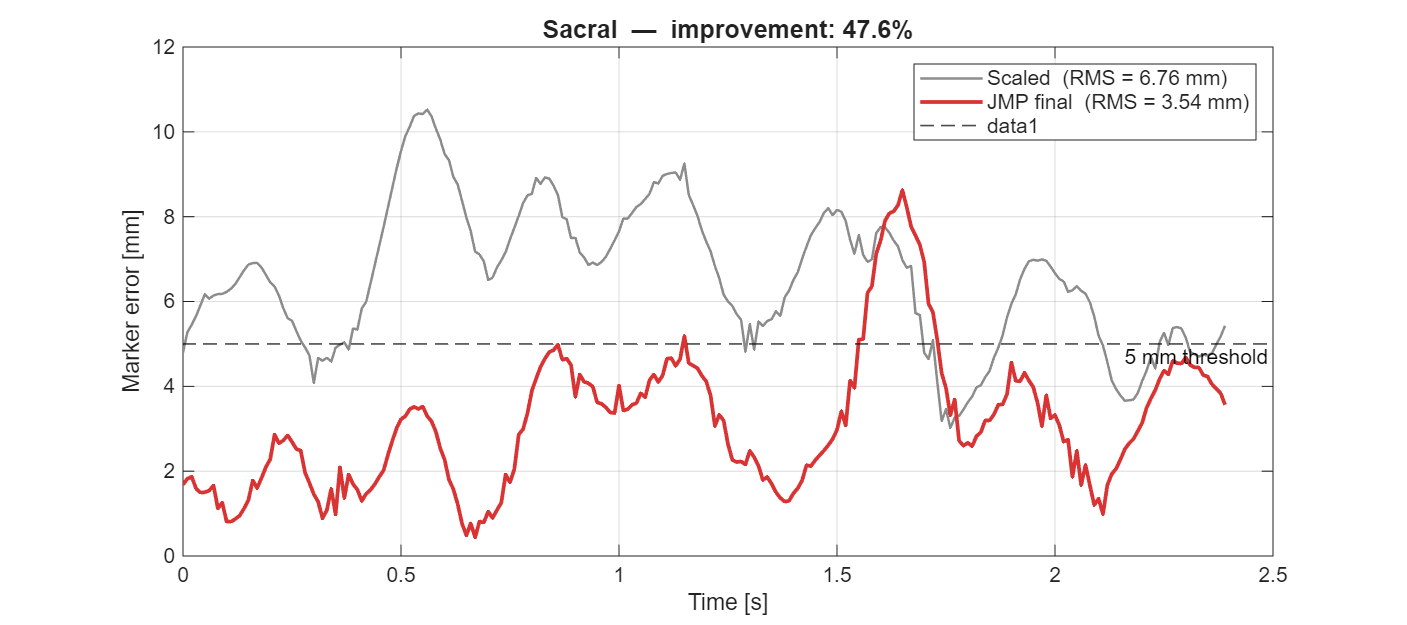 Sacral — improvement: 47.6%
12
10
8
6
4
2
0
Marker error [mm]
Scaled (RMS = 6.76 mm)
JMP final (RMS = 3.54 mm)
data1
5 mm threshold
0 0.5 1 1.5 2 2.5
Time [s]